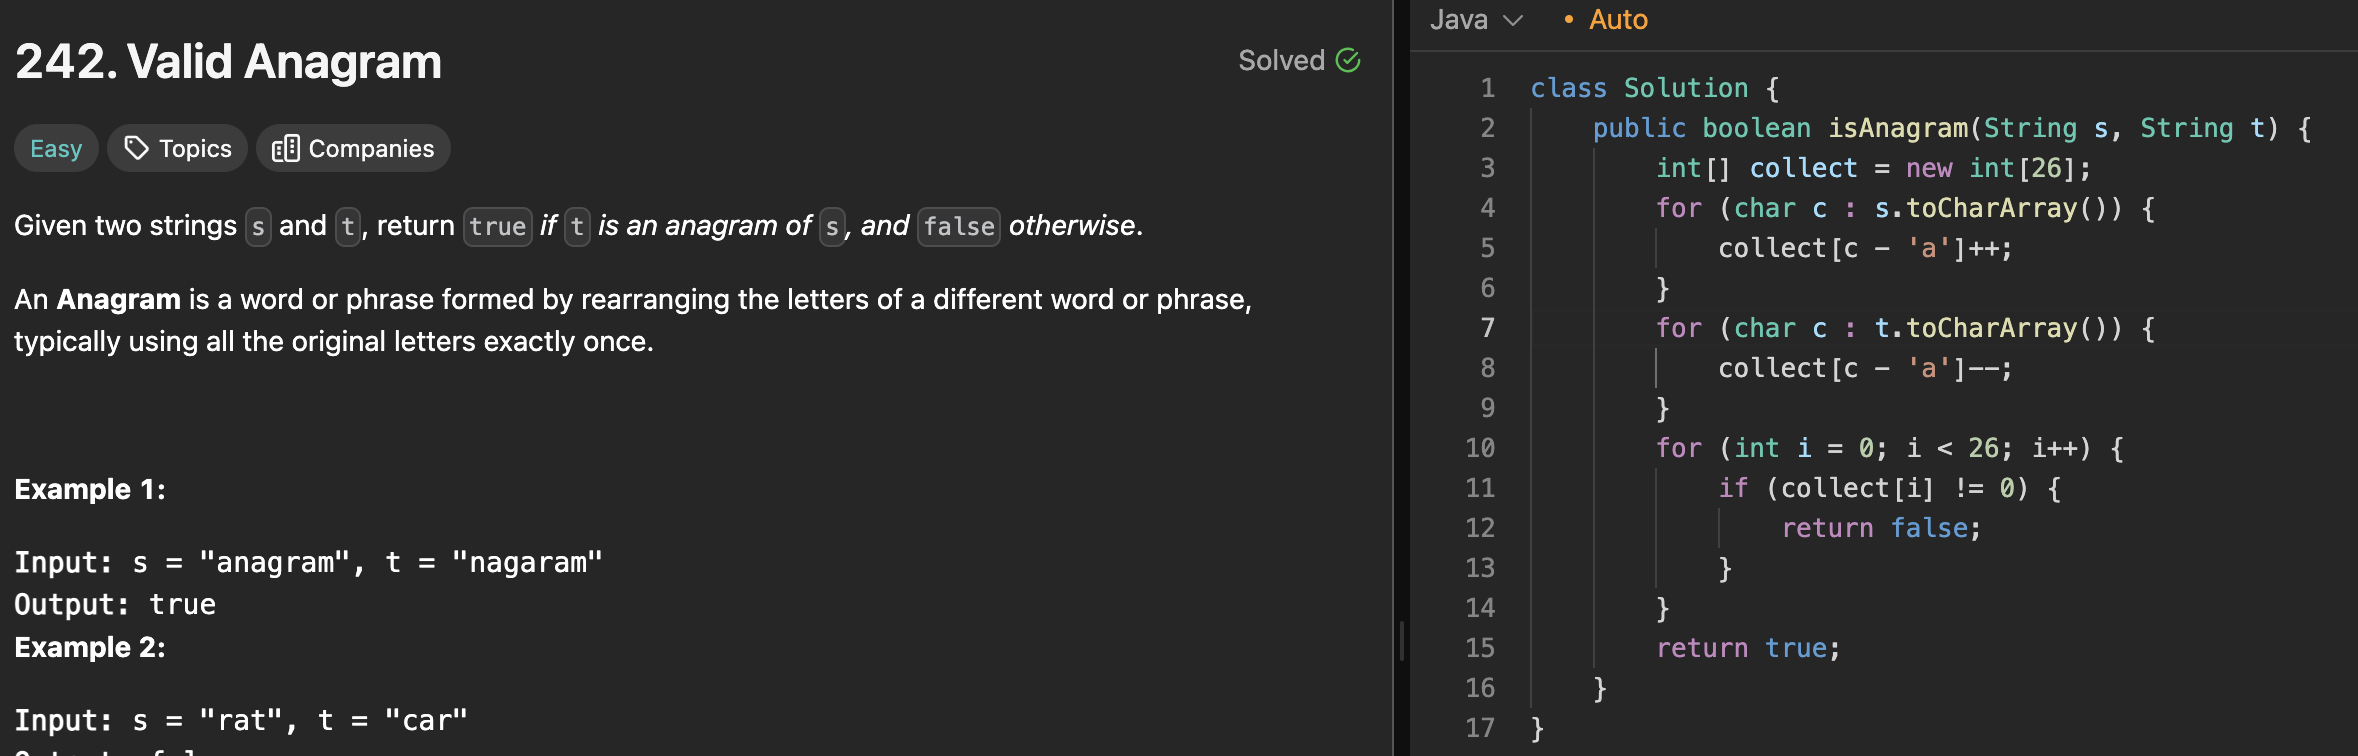 242. Valid Anagram
Solved
Easy
Topics
Companies
Given two strings s and t, return true if t is an anagram of s, and false otherwise.
An Anagram is a word or phrase formed by rearranging the letters of a different word or phrase,
typically using all the original letters exactly once.
Example 1:
Input: s = "anagram", t = "nagaram"
Output: true
Example 2:
Input: s = "rat", t = "car"
Java
• Auto
1 class Solution {
2     public boolean isAnagram(String s, String t) {
3         int[] collect = new int[26];
4         for (char c : s.toCharArray()) {
5             collect[c - 'a']++;
6         }
7         for (char c : t.toCharArray()) {
8             collect[c - 'a']--;
9         }
10         for (int i = 0; i < 26; i++) {
11             if (collect[i] != 0) {
12                 return false;
13             }
14         }
15         return true;
16     }
17 }